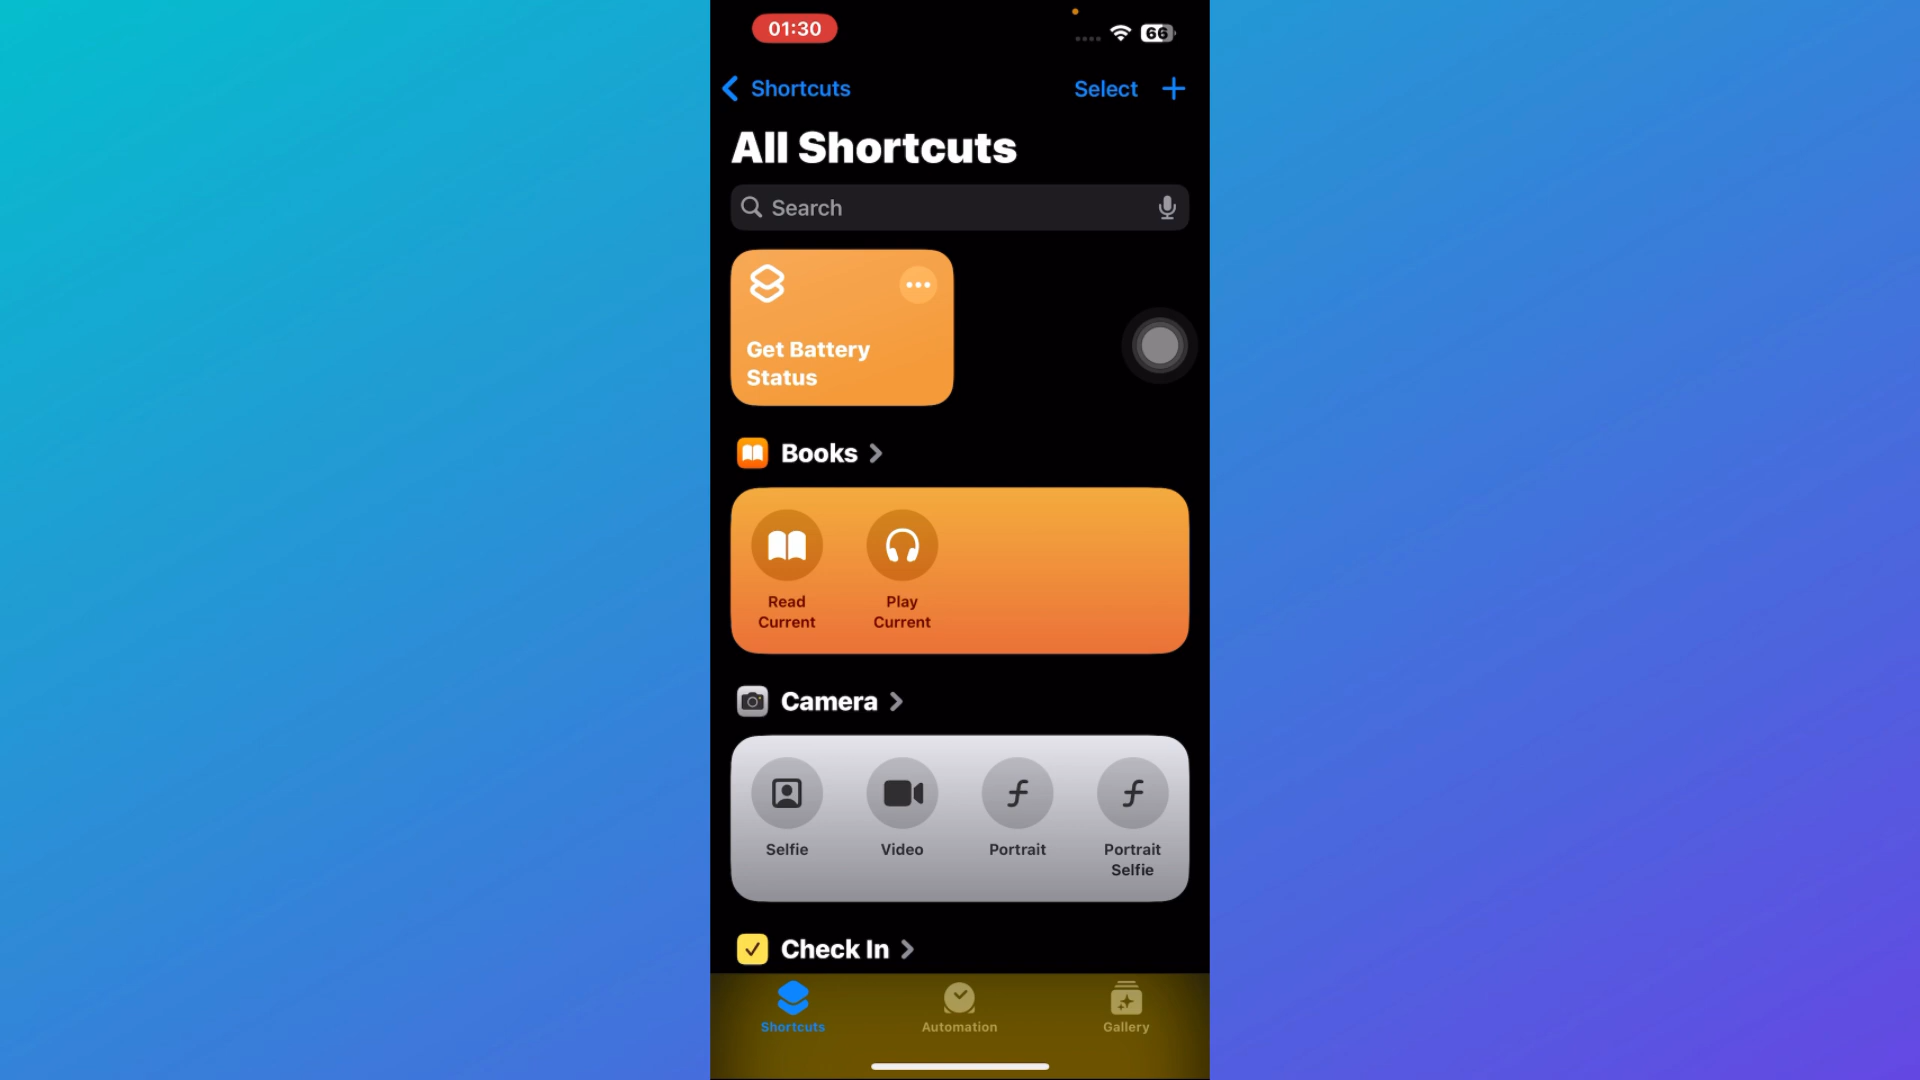 01:30
66
Shortcuts
Select +
All Shortcuts
Search
Get Battery
Status
Books
Read
Current
Play
Current
Camera
Selfie
Video
Portrait
Portrait
Selfie
Check In
Shortcuts
Automation
Gallery